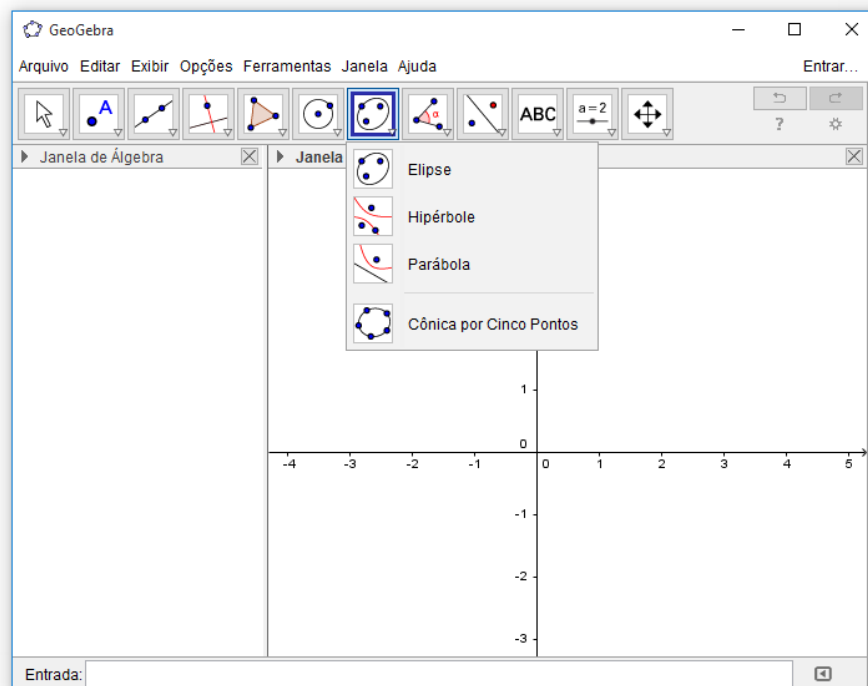 GeoGebra
Arquivo Editar Exibir Opções Ferramentas Janela Ajuda Entrar...
A α ABC a=2 ?
Janela de Álgebra Janela
Elipse
Hipérbole
Parábola
Cônica por Cinco Pontos
1
0
-4 -3 -2 -1 0 1 2 3 4 5
-1
-2
-3
Entrada: